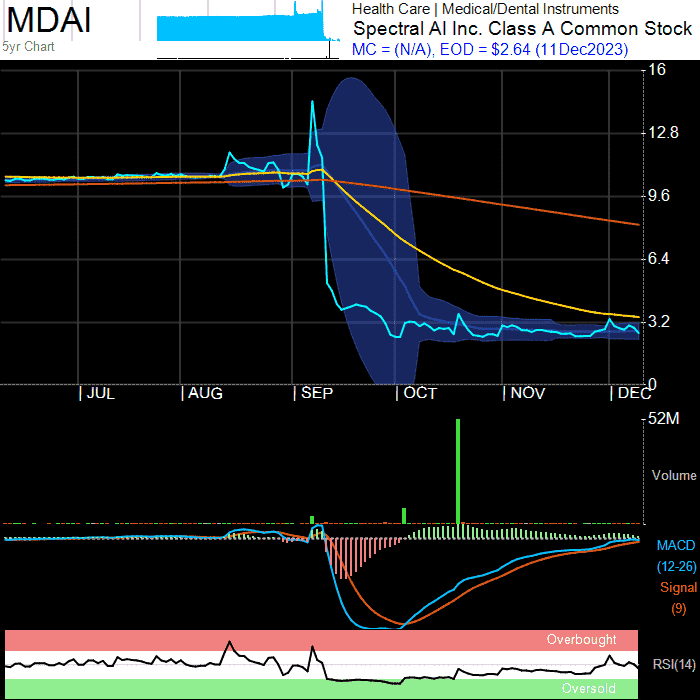 MDAI
5yr Chart
Health Care | Medical/Dental Instruments
Spectral AI Inc. Class A Common Stock
MC = (N/A), EOD = $2.64 (11Dec2023)
16
12.8
9.6
6.4
3.2
0
JUL AUG SEP OCT NOV DEC
52M
Volume
MACD
(12-26)
Signal
(9)
Overbought
RSI(14)
Oversold